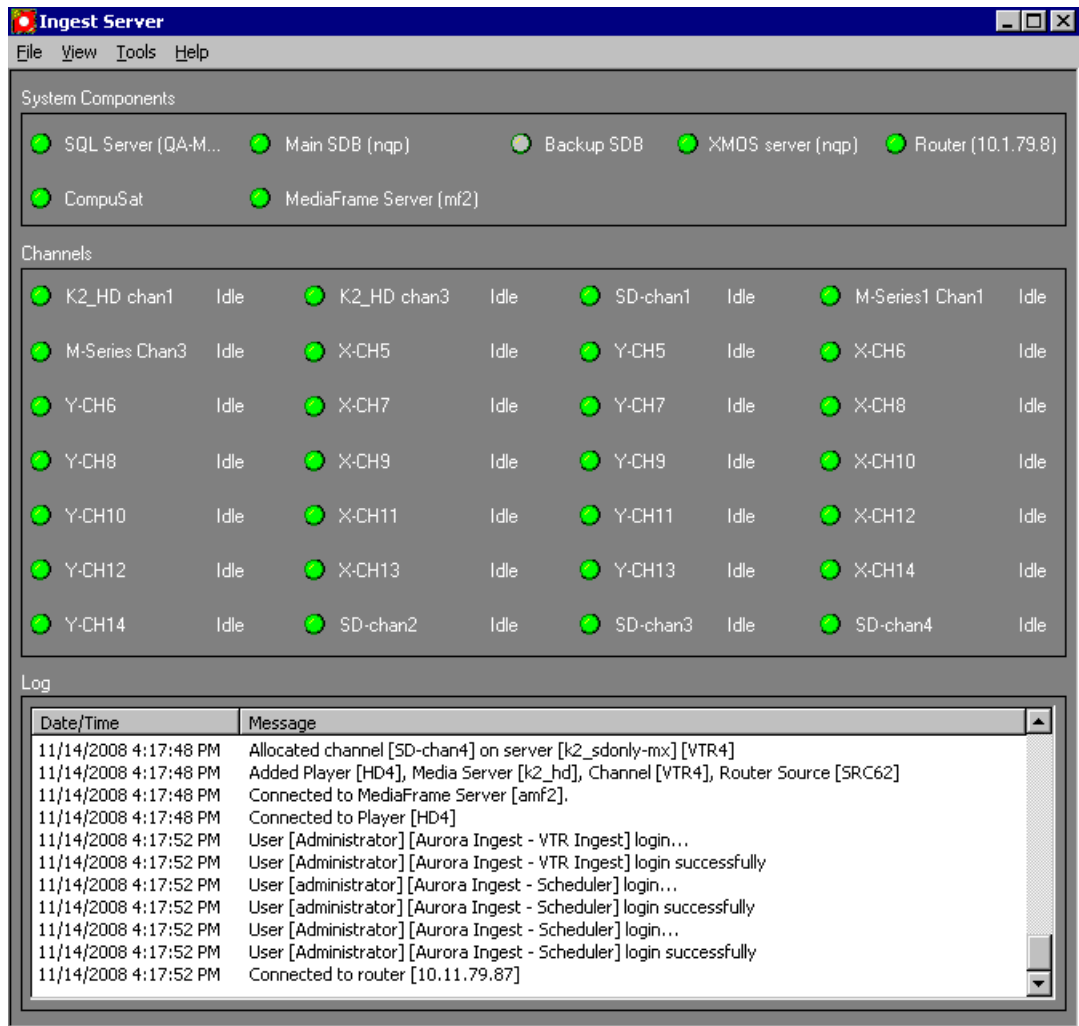 Ingest Server
File View Tools Help
System Components
SQL Server (QA-M... Main SDB (nqp) Backup SDB XMOS server (nqp) Router (10.1.79.8)
CompuSat MediaFrame Server (mf2)
Channels
K2_HD chan1 Idle K2_HD chan3 Idle SD-chan1 Idle M-Series1 Chan1 Idle
M-Series Chan3 Idle X-CH5 Idle Y-CH5 Idle X-CH6 Idle
Y-CH6 Idle X-CH7 Idle Y-CH7 Idle X-CH8 Idle
Y-CH8 Idle X-CH9 Idle Y-CH9 Idle X-CH10 Idle
Y-CH10 Idle X-CH11 Idle Y-CH11 Idle X-CH12 Idle
Y-CH12 Idle X-CH13 Idle Y-CH13 Idle X-CH14 Idle
Y-CH14 Idle SD-chan2 Idle SD-chan3 Idle SD-chan4 Idle
Log
Date/Time Message
11/14/2008 4:17:48 PM Allocated channel [SD-chan4] on server [k2_sdonly-mx] [VTR4]
11/14/2008 4:17:48 PM Added Player [HD4], Media Server [k2_hd], Channel [VTR4], Router Source [SRC62]
11/14/2008 4:17:48 PM Connected to MediaFrame Server [amf2].
11/14/2008 4:17:48 PM Connected to Player [HD4]
11/14/2008 4:17:52 PM User [Administrator] [Aurora Ingest - VTR Ingest] login...
11/14/2008 4:17:52 PM User [Administrator] [Aurora Ingest - VTR Ingest] login successfully
11/14/2008 4:17:52 PM User [administrator] [Aurora Ingest - Scheduler] login...
11/14/2008 4:17:52 PM User [administrator] [Aurora Ingest - Scheduler] login successfully
11/14/2008 4:17:52 PM User [Administrator] [Aurora Ingest - Scheduler] login...
11/14/2008 4:17:52 PM User [Administrator] [Aurora Ingest - Scheduler] login successfully
11/14/2008 4:17:52 PM Connected to router [10.11.79.87]